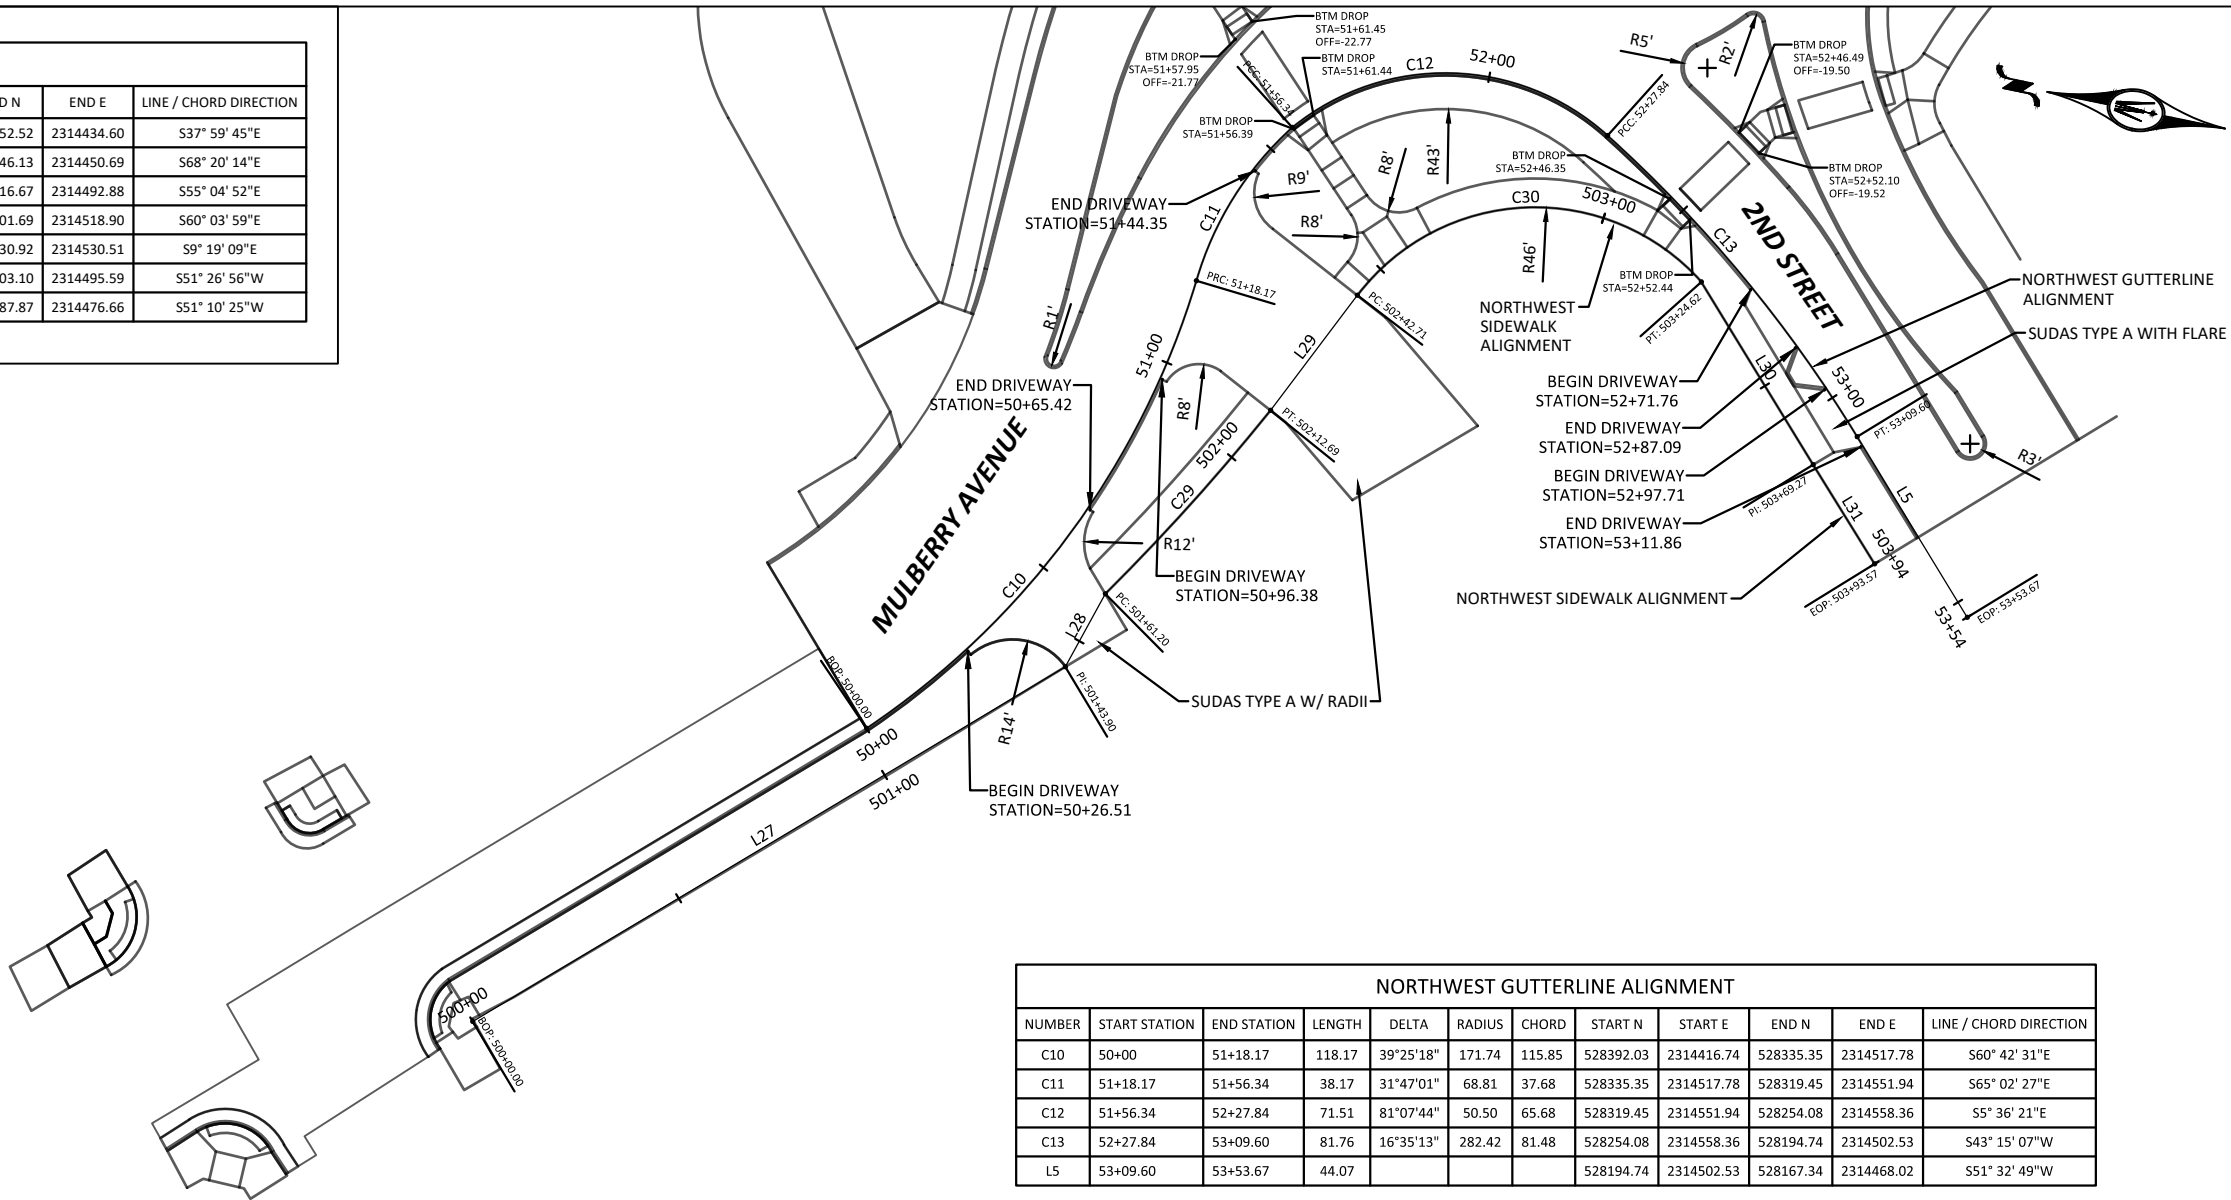 D N END E LINE / CHORD DIRECTION
52.52 2314434.60 S37° 59' 45"E
46.13 2314450.69 S68° 20' 14"E
16.67 2314492.88 S55° 04' 52"E
01.69 2314518.90 S60° 03' 59"E
30.92 2314530.51 S9° 19' 09"E
03.10 2314495.59 S51° 26' 56"W
87.87 2314476.66 S51° 10' 25"W
BTM DROP
STA=51+61.45
OFF=-22.77
BTM DROP
STA=51+57.95
OFF=-21.77
BTM DROP
STA=51+61.44
BTM DROP
STA=51+56.39
PCC: 51+56.34
C12
52+00
PCC: 52+27.84
R5'
R2'
BTM DROP
STA=52+46.49
OFF=-19.50
BTM DROP
STA=52+52.10
OFF=-19.52
BTM DROP
STA=52+46.35
BTM DROP
STA=52+52.44
END DRIVEWAY
STATION=51+44.35
C11
R9'
R8'
R8'
R43'
C30
503+00
R46'
C13
2ND STREET
PRC: 51+18.17
PC: 502+42.71
PT: 503+24.62
NORTHWEST
SIDEWALK
ALIGNMENT
NORTHWEST GUTTERLINE
ALIGNMENT
SUDAS TYPE A WITH FLARE
R1'
51+00
L29
L30
53+00
END DRIVEWAY
STATION=50+65.42
R8'
PT: 502+12.69
502+00
C29
BEGIN DRIVEWAY
STATION=52+71.76
END DRIVEWAY
STATION=52+87.09
BEGIN DRIVEWAY
STATION=52+97.71
END DRIVEWAY
STATION=53+11.86
PT: 53+09.60
R3'
PI: 503+69.27
L31
L5
503+94
EOP: 503+93.57
53+54
EOP: 53+53.67
NORTHWEST SIDEWALK ALIGNMENT
MULBERRY AVENUE
R12'
C10
BEGIN DRIVEWAY
STATION=50+96.38
L28
PC: 501+61.20
PI: 501+43.90
SUDAS TYPE A W/ RADII
R14'
BOP: 50+00.00
50+00
501+00
BEGIN DRIVEWAY
STATION=50+26.51
L27
500+00
BOP: 500+00.00
NORTHWEST GUTTERLINE ALIGNMENT
NUMBER START STATION END STATION LENGTH DELTA RADIUS CHORD START N START E END N END E LINE / CHORD DIRECTION
C10 50+00 51+18.17 118.17 39°25'18" 171.74 115.85 528392.03 2314416.74 528335.35 2314517.78 S60° 42' 31"E
C11 51+18.17 51+56.34 38.17 31°47'01" 68.81 37.68 528335.35 2314517.78 528319.45 2314551.94 S65° 02' 27"E
C12 51+56.34 52+27.84 71.51 81°07'44" 50.50 65.68 528319.45 2314551.94 528254.08 2314558.36 S5° 36' 21"E
C13 52+27.84 53+09.60 81.76 16°35'13" 282.42 81.48 528254.08 2314558.36 528194.74 2314502.53 S43° 15' 07"W
L5 53+09.60 53+53.67 44.07 528194.74 2314502.53 528167.34 2314468.02 S51° 32' 49"W